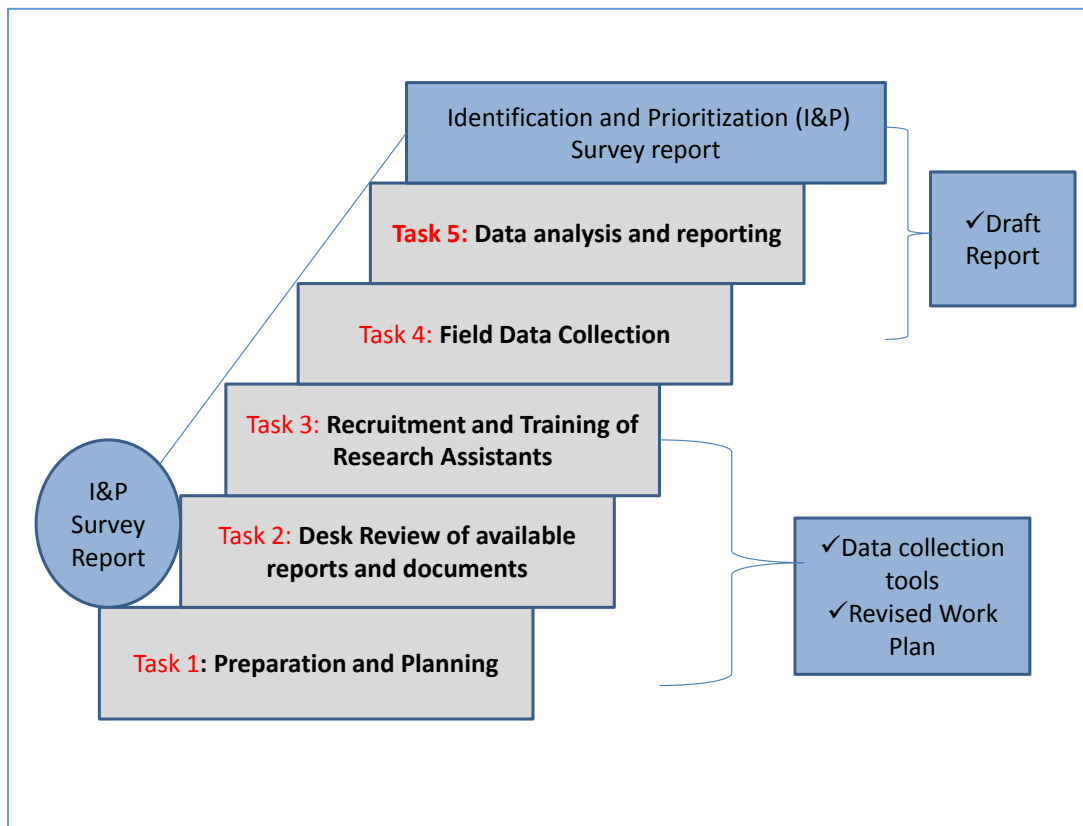 Identification and Prioritization (I&P)
Survey report
Task 5: Data analysis and reporting
✓Draft
Report
Task 4: Field Data Collection
Task 3: Recruitment and Training of
Research Assistants
I&P
Survey
Report
Task 2: Desk Review of available
reports and documents
✓Data collection
tools
✓Revised Work
Plan
Task 1: Preparation and Planning